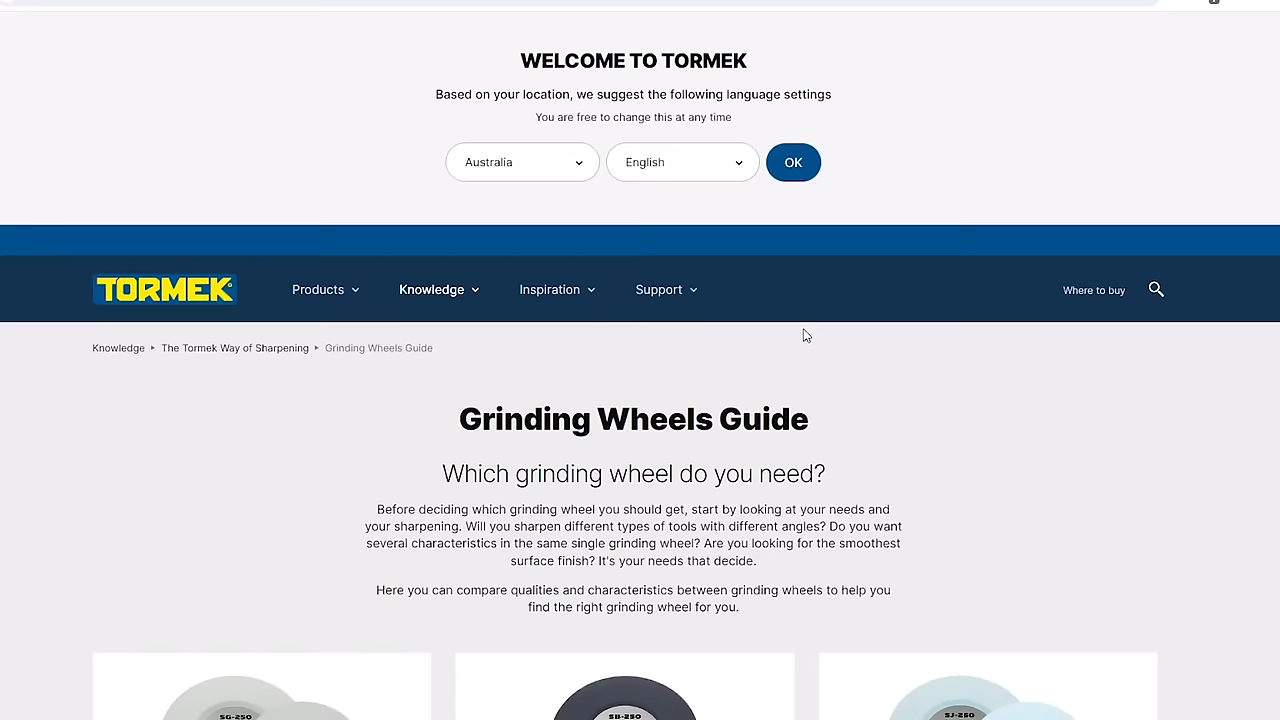 WELCOME TO TORMEK
Based on your location, we suggest the following language settings
You are free to change this at any time
Australia
English
OK
TORMEK
Products
Knowledge
Inspiration
Support
Where to buy
Knowledge
The Tormek Way of Sharpening
Grinding Wheels Guide
Grinding Wheels Guide
Which grinding wheel do you need?
Before deciding which grinding wheel you should get, start by looking at your needs and
your sharpening. Will you sharpen different types of tools with different angles? Do you want
several characteristics in the same single grinding wheel? Are you looking for the smoothest
surface finish? It's your needs that decide.
Here you can compare qualities and characteristics between grinding wheels to help you
find the right grinding wheel for you.
SG-250
SB-250
SJ-250